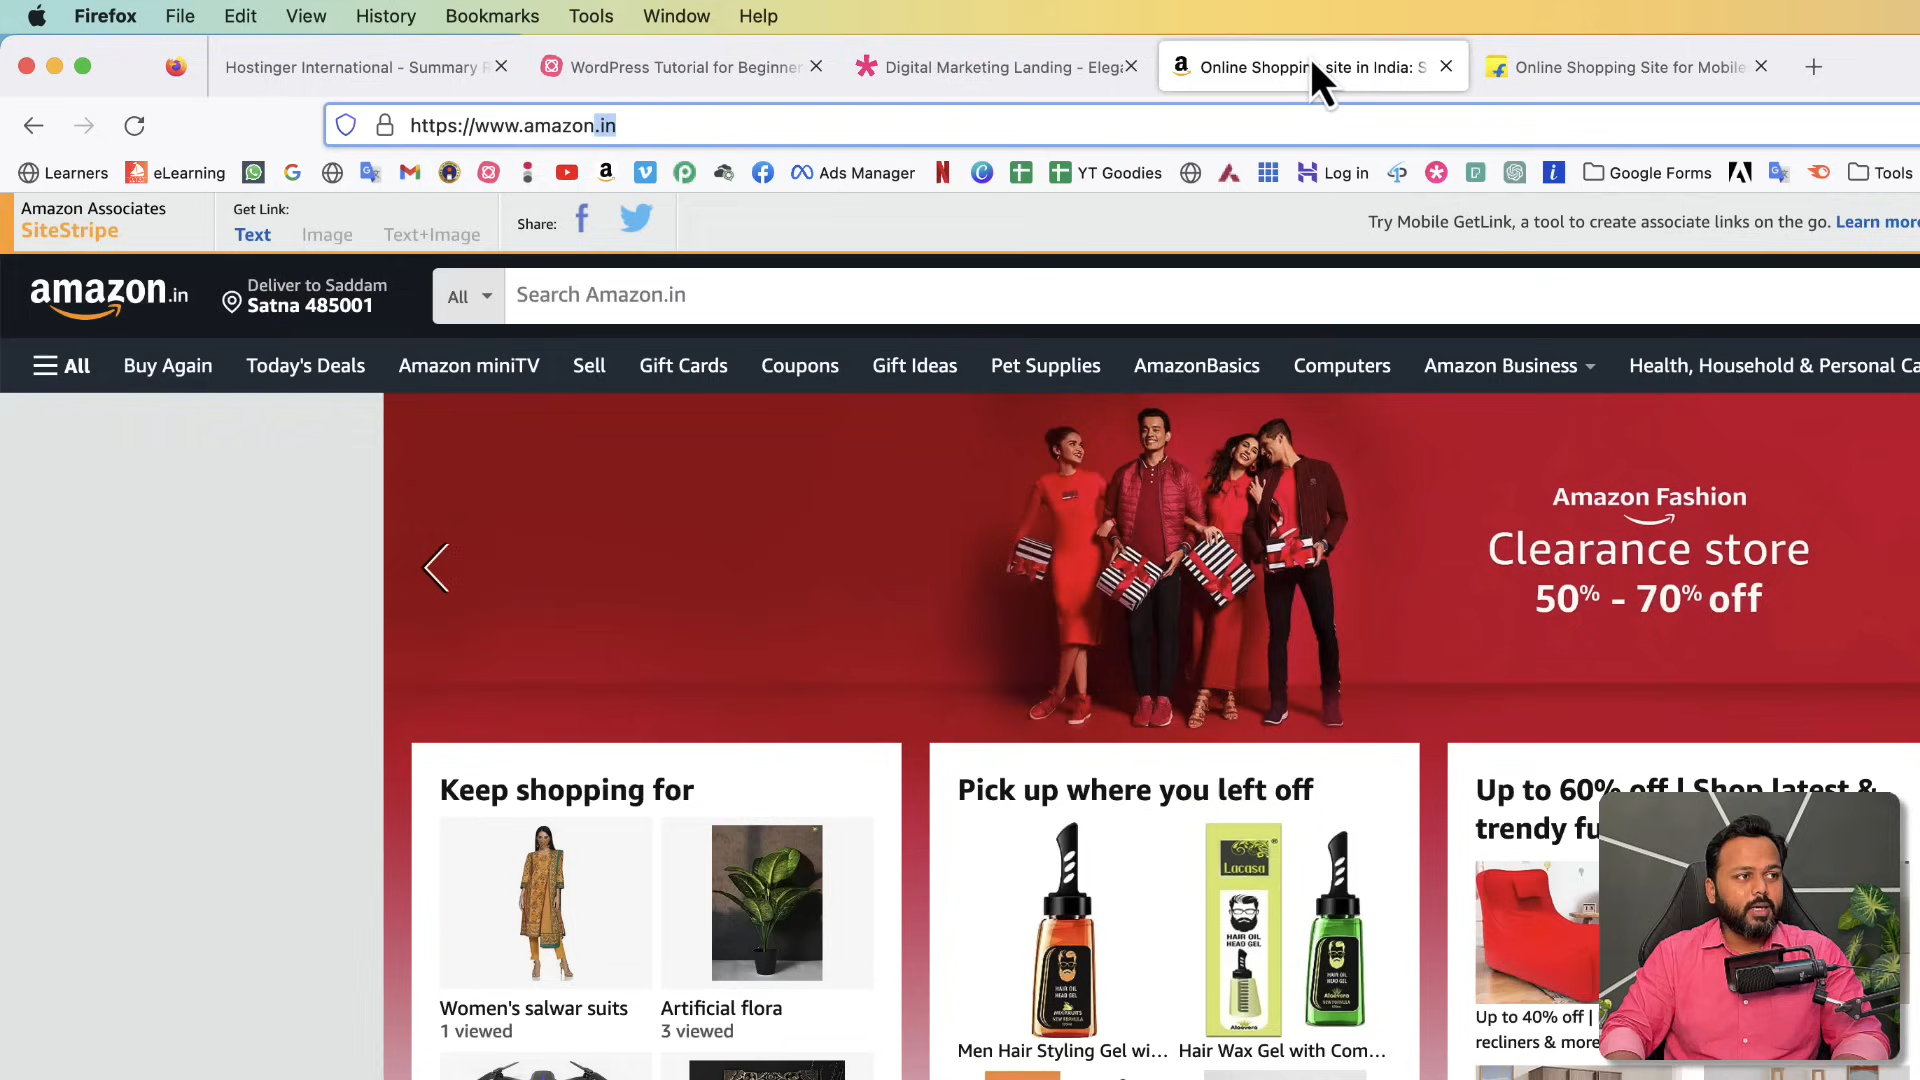 Firefox File Edit View History Bookmarks Tools Window Help
Hostinger International - Summary
WordPress Tutorial for Beginner
Digital Marketing Landing - Elega
Online Shopping site in India: S
Online Shopping Site for Mobile
https://www.amazon.in
Learners eLearning Ads Manager YT Goodies Log in Google Forms Tools
Amazon Associates
SiteStripe
Get Link:
Text Image Text+Image
Share:
Try Mobile GetLink, a tool to create associate links on the go. Learn more
amazon.in
Deliver to Saddam
Satna 485001
All
Search Amazon.in
All Buy Again Today's Deals Amazon miniTV Sell Gift Cards Coupons Gift Ideas Pet Supplies AmazonBasics Computers Amazon Business Health, Household & Personal Ca
Amazon Fashion
Clearance store
50% - 70% off
Keep shopping for
Women's salwar suits
1 viewed
Artificial flora
3 viewed
Pick up where you left off
Lacasa
HAIR OIL
HEAD GEL
Men Hair Styling Gel wi...
Hair Wax Gel with Com...
Up to 60% off | Shop latest &
trendy fu
Up to 40% off |
recliners & more